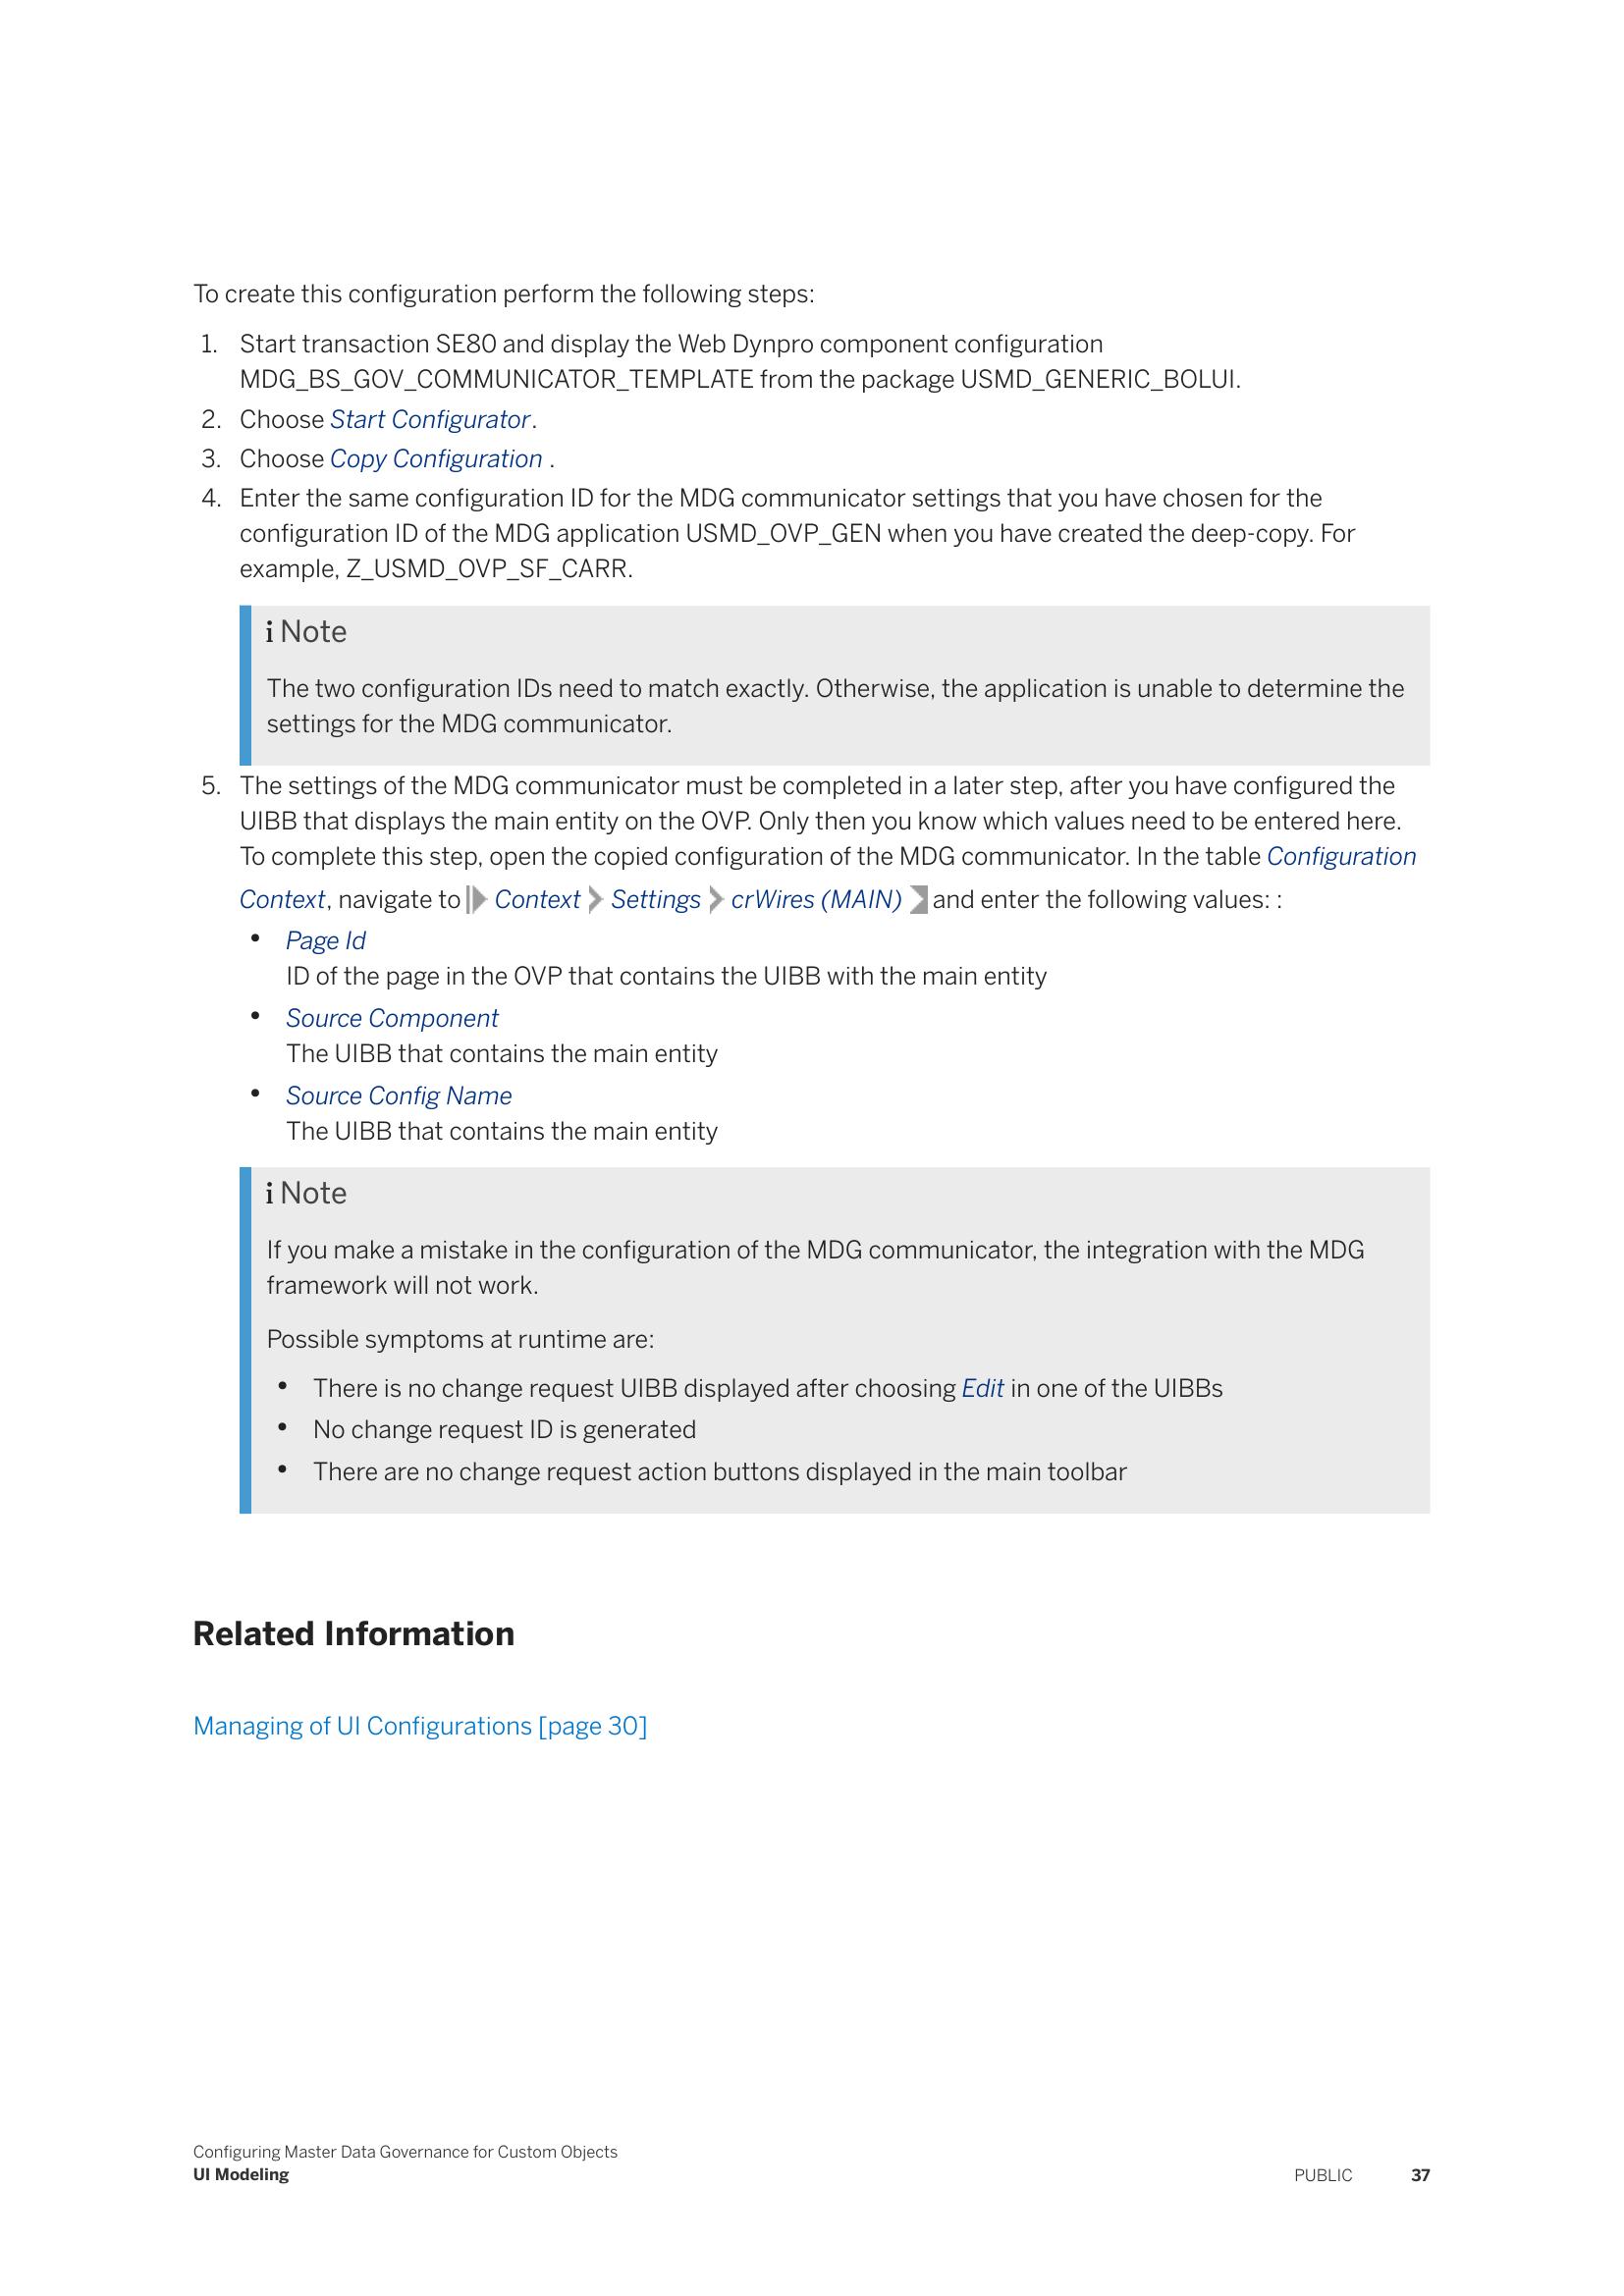 To create this configuration perform the following steps:
1. Start transaction SE80 and display the Web Dynpro component configuration
MDG_BS_GOV_COMMUNICATOR_TEMPLATE from the package USMD_GENERIC_BOLUI.
2. Choose Start Configurator.
3. Choose Copy Configuration .
4. Enter the same configuration ID for the MDG communicator settings that you have chosen for the
configuration ID of the MDG application USMD_OVP_GEN when you have created the deep-copy. For
example, Z_USMD_OVP_SF_CARR.
i Note
The two configuration IDs need to match exactly. Otherwise, the application is unable to determine the
settings for the MDG communicator.
5. The settings of the MDG communicator must be completed in a later step, after you have configured the
UIBB that displays the main entity on the OVP. Only then you know which values need to be entered here.
To complete this step, open the copied configuration of the MDG communicator. In the table Configuration
Context, navigate to Context Settings crWires (MAIN) and enter the following values: :
• Page Id
ID of the page in the OVP that contains the UIBB with the main entity
• Source Component
The UIBB that contains the main entity
• Source Config Name
The UIBB that contains the main entity
i Note
If you make a mistake in the configuration of the MDG communicator, the integration with the MDG
framework will not work.
Possible symptoms at runtime are:
• There is no change request UIBB displayed after choosing Edit in one of the UIBBs
• No change request ID is generated
• There are no change request action buttons displayed in the main toolbar
Related Information
Managing of UI Configurations [page 30]
Configuring Master Data Governance for Custom Objects
UI Modeling PUBLIC 37